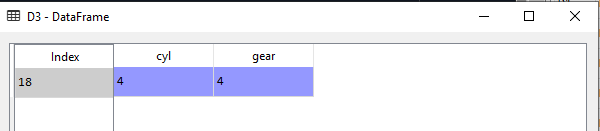 D3 - DataFrame
Index cyl gear
18 4 4